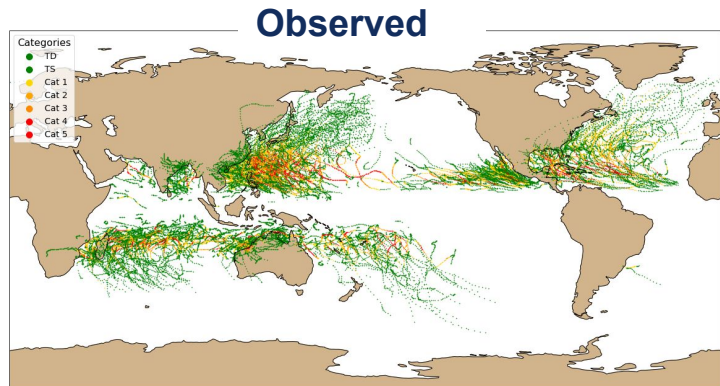 Observed
Categories
TD
TS
Cat 1
Cat 2
Cat 3
Cat 4
Cat 5